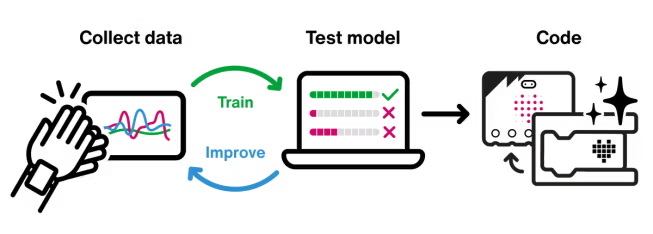 Collect data
Test model
Code
Train
Improve